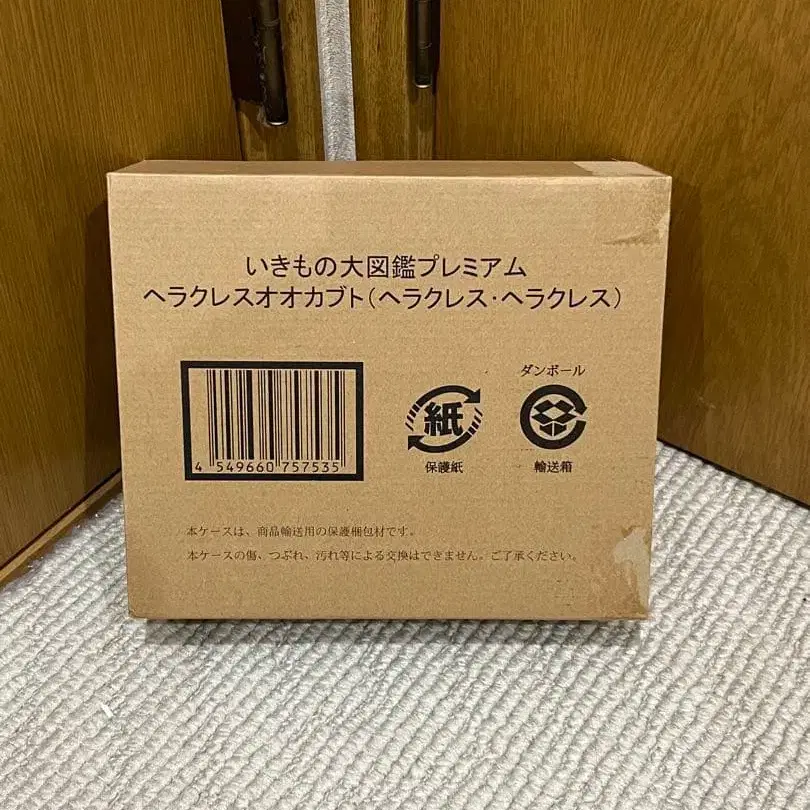 いきもの大図鑑プレミアム
ヘラクレスオオカブト(ヘラクレス・ヘラクレス)
4 549660 757535
紙
保護紙
ダンボール
輸送箱
本ケースは、商品輸送用の保護梱包材です。
本ケースの傷、つぶれ、汚れ等による交換はできません。ご了承ください。